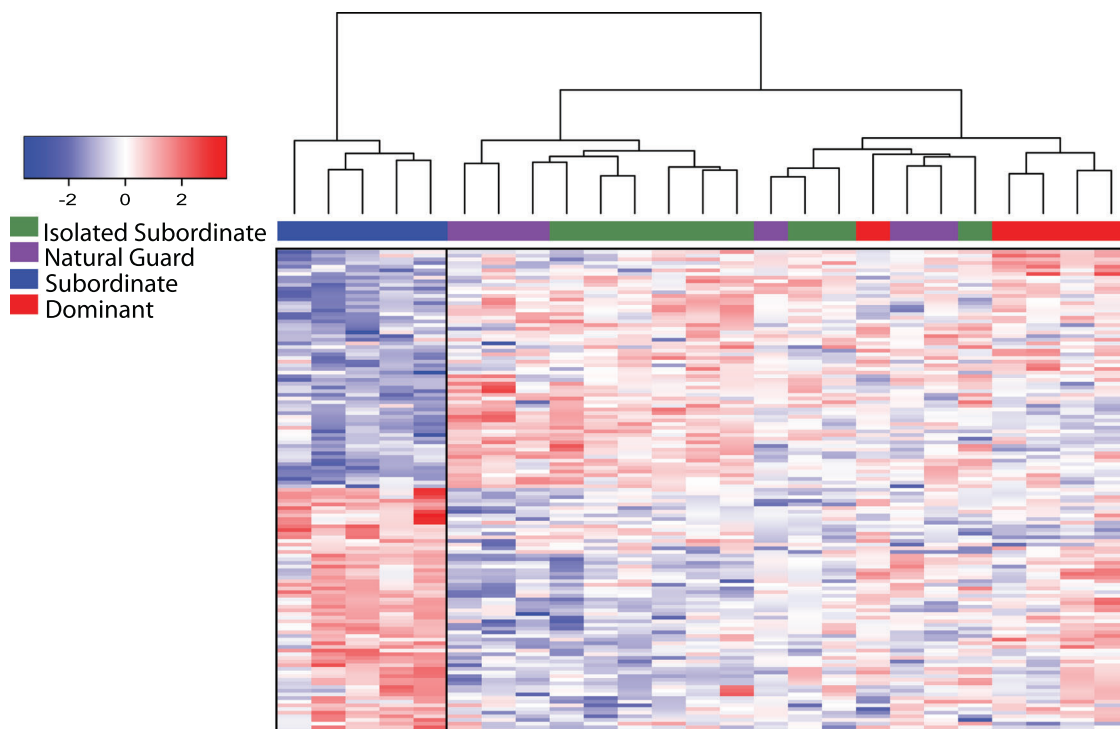 -2 0 2
Isolated Subordinate
Natural Guard
Subordinate
Dominant